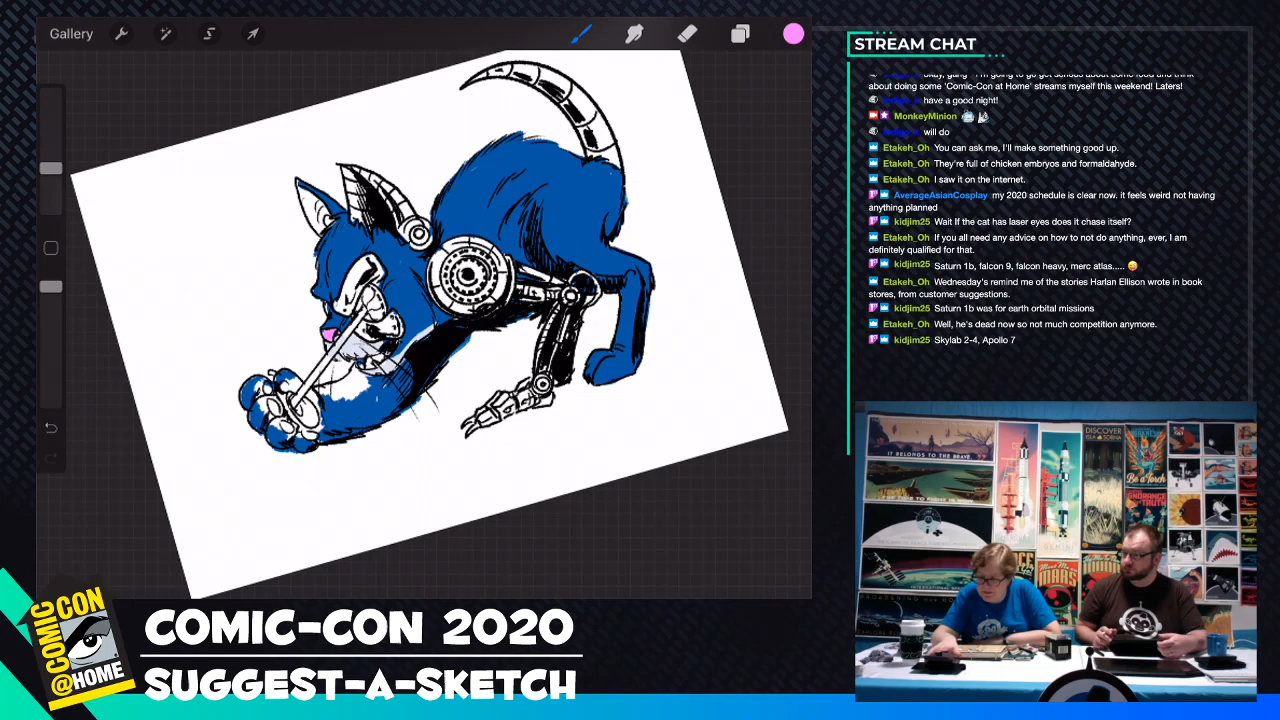 Gallery
STREAM CHAT
okay, gang - I'm going to go get serious about some food and think
about doing some 'Comic-Con at Home' streams myself this weekend! Laters!
have a good night!
MonkeyMinion
will do
Etakeh_Oh You can ask me, I'll make something good up.
Etakeh_Oh They're full of chicken embryos and formaldahyde.
Etakeh_Oh I saw it on the internet.
AverageAsianCosplay my 2020 schedule is clear now. it feels weird not having
anything planned
kidjim25 Wait If the cat has laser eyes does it chase itself?
Etakeh_Oh If you all need any advice on how to not do anything, ever, I am
definitely qualified for that.
kidjim25 Saturn 1b, falcon 9, falcon heavy, merc atlas.....
Etakeh_Oh Wednesday's remind me of the stories Harlan Ellison wrote in book
stores, from customer suggestions.
kidjim25 Saturn 1b was for earth orbital missions
Etakeh_Oh Well, he's dead now so not much competition anymore.
kidjim25 Skylab 2-4, Apollo 7
IT BELONGS TO THE BRAVE
DISCOVER
ISLA SORNA
Be a Torch
IGNORANCE
TRUTH
GEMINI
MARS
COMIC CON
COMIC
@HOME
COMIC-CON 2020
SUGGEST-A-SKETCH